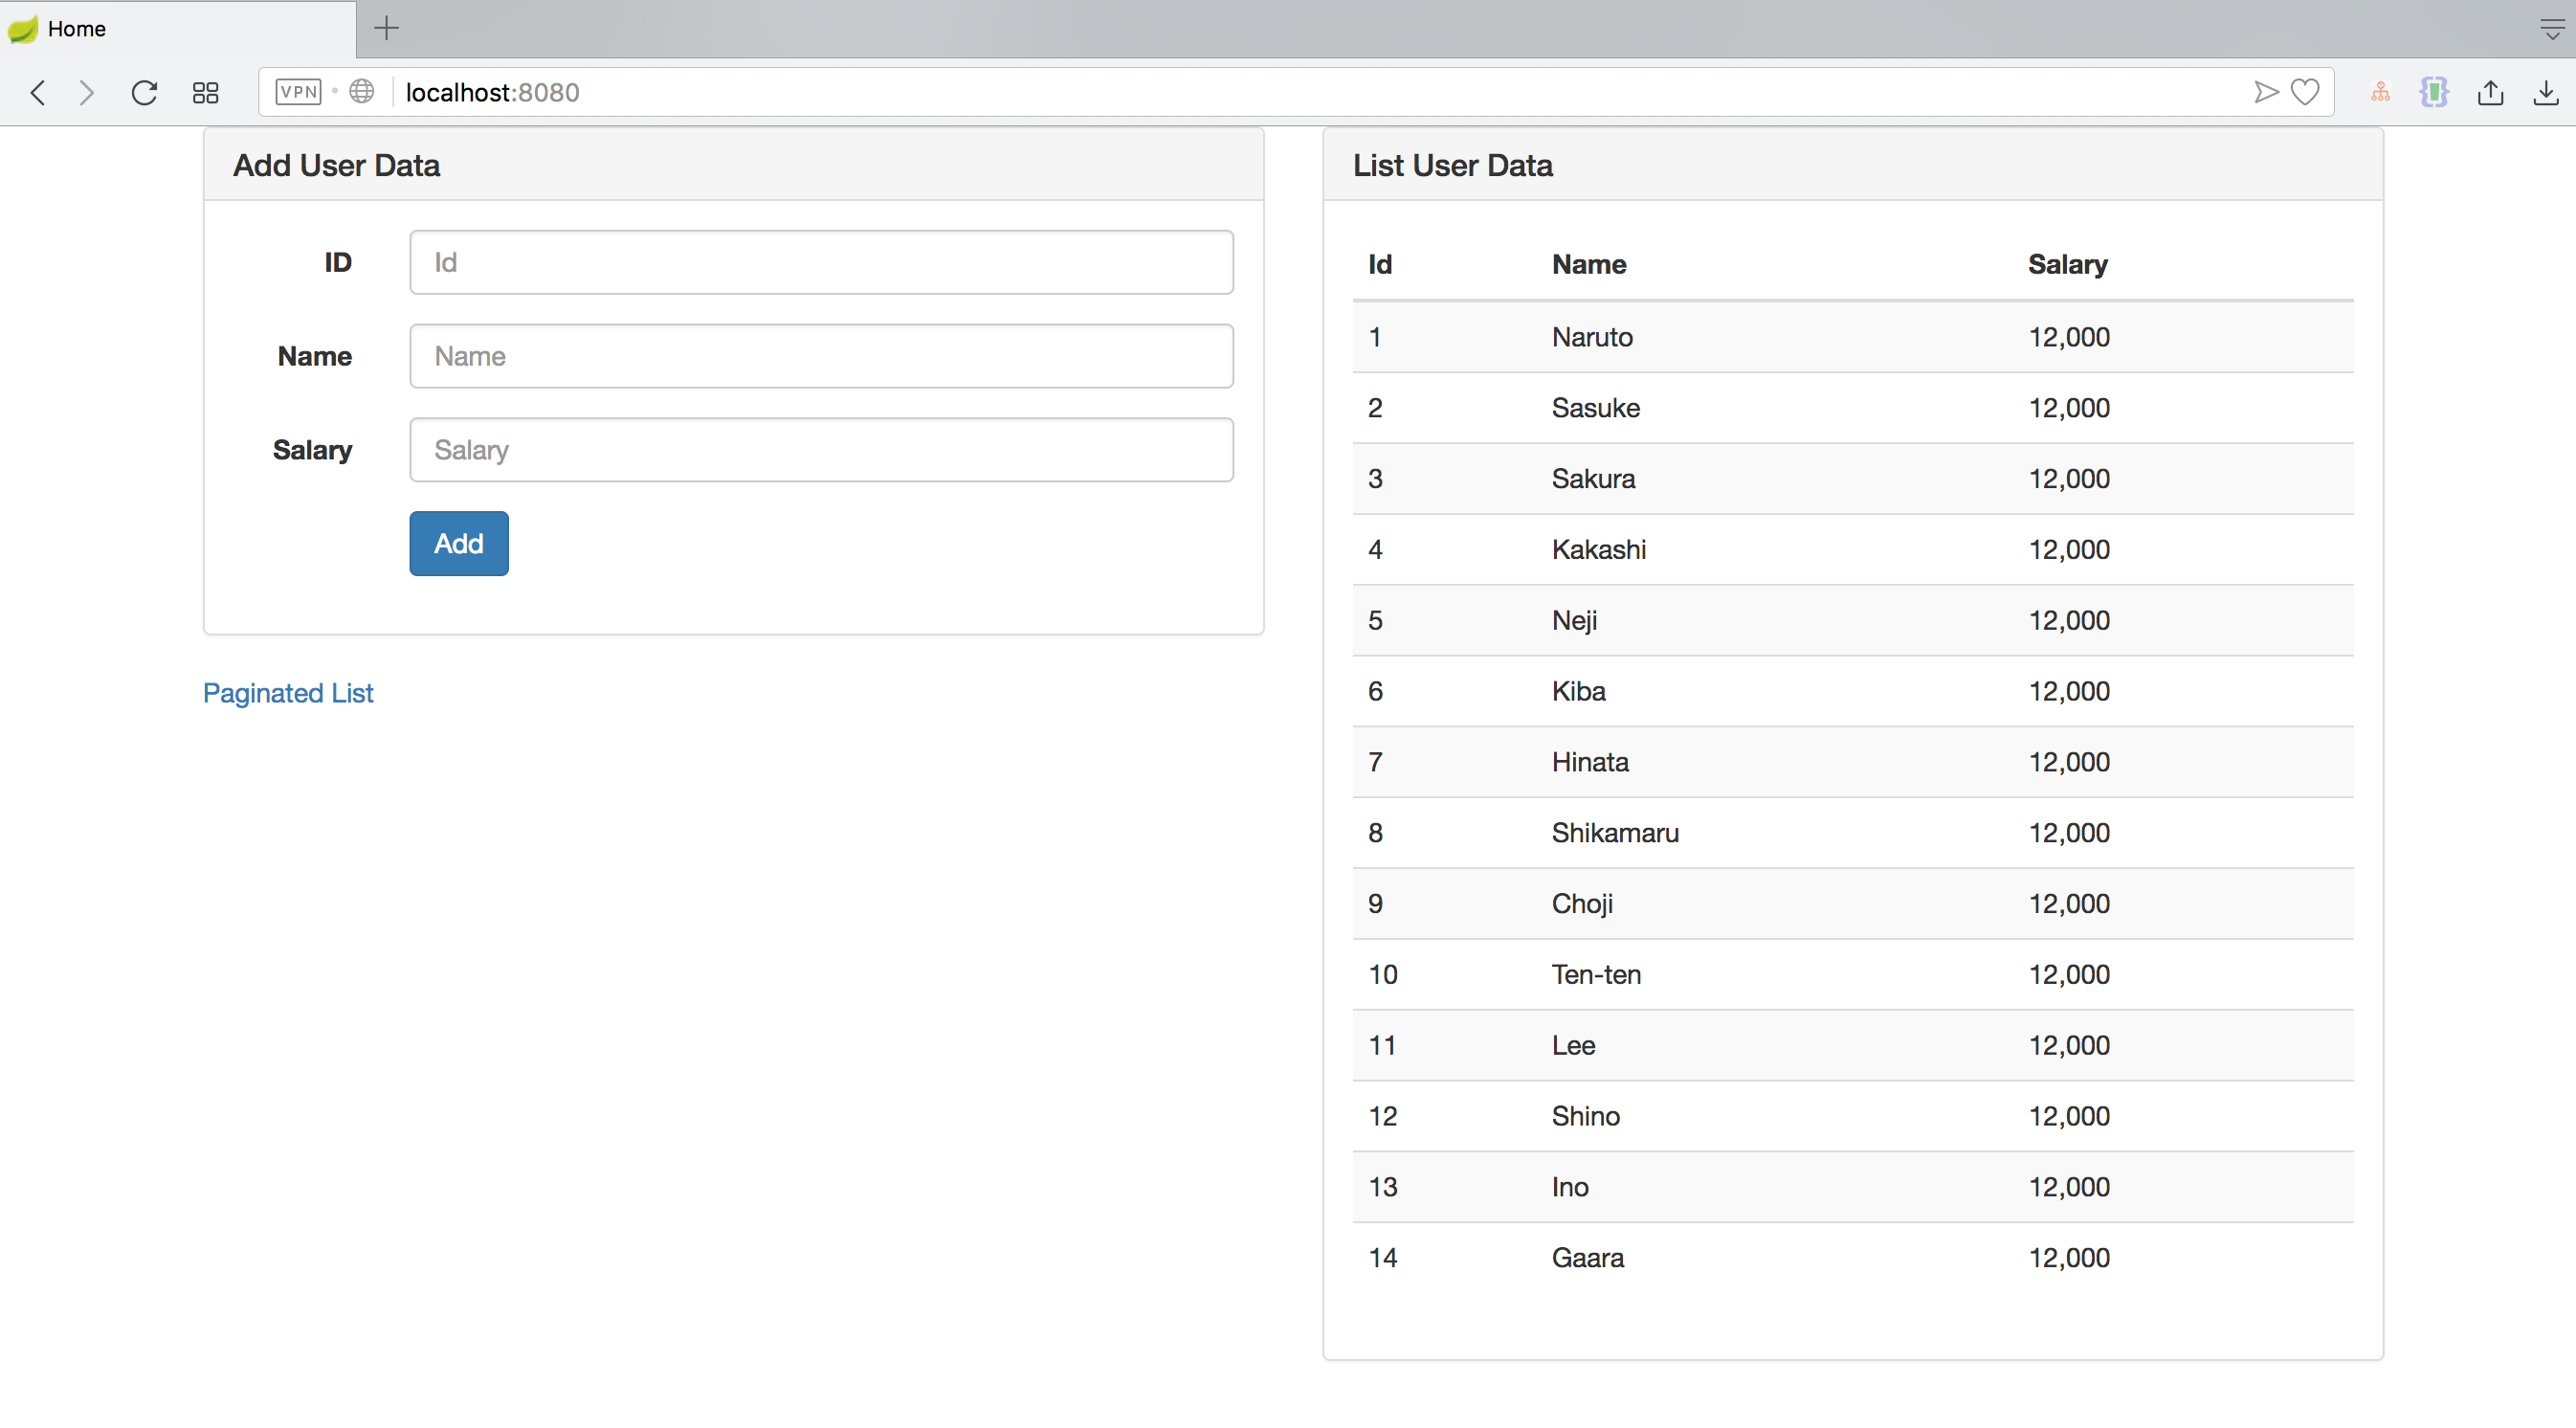 Home
VPN localhost:8080
Add User Data
ID Id
Name Name
Salary Salary
Add
Paginated List
List User Data
Id Name Salary
1 Naruto 12,000
2 Sasuke 12,000
3 Sakura 12,000
4 Kakashi 12,000
5 Neji 12,000
6 Kiba 12,000
7 Hinata 12,000
8 Shikamaru 12,000
9 Choji 12,000
10 Ten-ten 12,000
11 Lee 12,000
12 Shino 12,000
13 Ino 12,000
14 Gaara 12,000